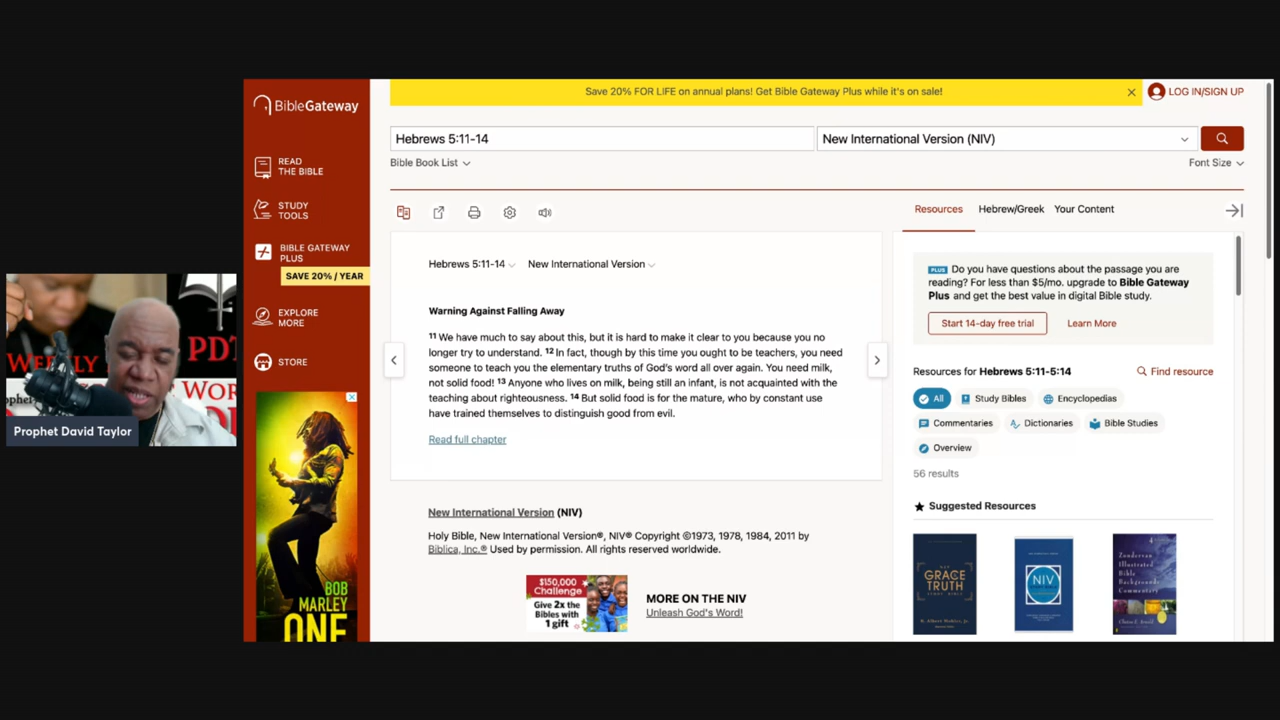 Save 20% FOR LIFE on annual plans! Get Bible Gateway Plus while it's on sale!
LOG IN/SIGN UP
BibleGateway
Hebrews 5:11-14
New International Version (NIV)
Bible Book List
Font Size
READ
THE BIBLE
STUDY
TOOLS
BIBLE GATEWAY
PLUS
SAVE 20% / YEAR
EXPLORE
MORE
STORE
BOB
MARLEY
ONE
WEEKLY
PDT
Prophet David Taylor
Resources
Hebrew/Greek
Your Content
Hebrews 5:11-14
New International Version
Warning Against Falling Away
11 We have much to say about this, but it is hard to make it clear to you because you no
longer try to understand. 12 In fact, though by this time you ought to be teachers, you need
someone to teach you the elementary truths of God's word all over again. You need milk,
not solid food! 13 Anyone who lives on milk, being still an infant, is not acquainted with the
teaching about righteousness. 14 But solid food is for the mature, who by constant use
have trained themselves to distinguish good from evil.
Read full chapter
New International Version (NIV)
Holy Bible, New International Version®, NIV® Copyright ©1973, 1978, 1984, 2011 by
Biblica, Inc.® Used by permission. All rights reserved worldwide.
$150,000
Challenge
Give 2x the
Bibles with
1 gift
MORE ON THE NIV
Unleash God's Word!
PLUS Do you have questions about the passage you are
reading? For less than $5/mo. upgrade to Bible Gateway
Plus and get the best value in digital Bible study.
Start 14-day free trial
Learn More
Resources for Hebrews 5:11-5:14
Find resource
All
Study Bibles
Encyclopedias
Commentaries
Dictionaries
Bible Studies
Overview
56 results
Suggested Resources
GRACE
TRUTH
STUDY BIBLE
NIV
Zondervan
Illustrated
Bible
Backgrounds
Commentary